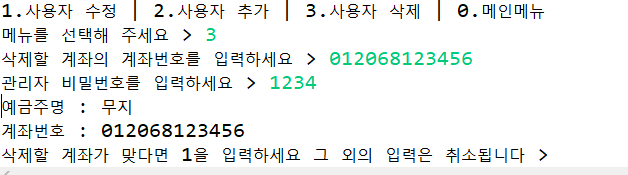 1.사용자 수정 | 2.사용자 추가 | 3.사용자 삭제 | 0.메인메뉴
메뉴를 선택해 주세요 > 3
삭제할 계좌의 계좌번호를 입력하세요 > 012068123456
관리자 비밀번호를 입력하세요 > 1234
예금주명 : 무지
계좌번호 : 012068123456
삭제할 계좌가 맞다면 1을 입력하세요 그 외의 입력은 취소됩니다 >